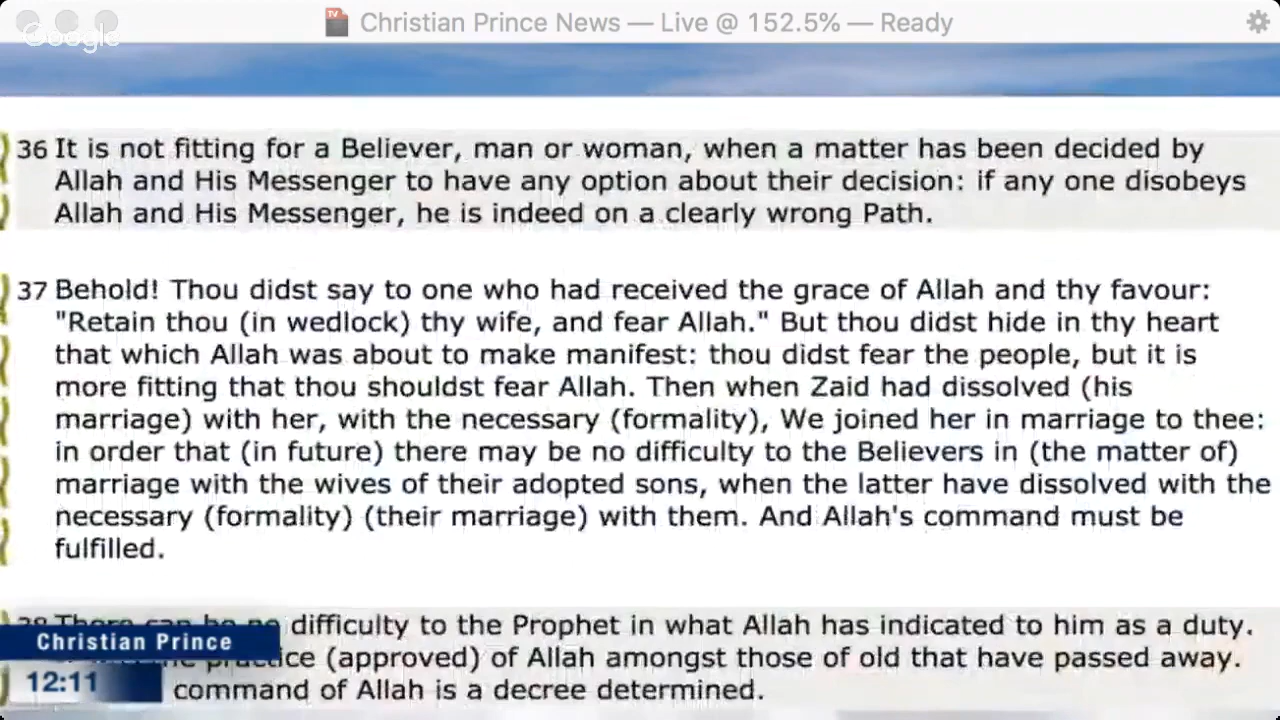 Christian Prince News — Live @ 152.5% — Ready
Google
36 It is not fitting for a Believer, man or woman, when a matter has been decided by
Allah and His Messenger to have any option about their decision: if any one disobeys
Allah and His Messenger, he is indeed on a clearly wrong Path.
37 Behold! Thou didst say to one who had received the grace of Allah and thy favour:
"Retain thou (in wedlock) thy wife, and fear Allah." But thou didst hide in thy heart
that which Allah was about to make manifest: thou didst fear the people, but it is
more fitting that thou shouldst fear Allah. Then when Zaid had dissolved (his
marriage) with her, with the necessary (formality), We joined her in marriage to thee:
in order that (in future) there may be no difficulty to the Believers in (the matter of)
marriage with the wives of their adopted sons, when the latter have dissolved with the
necessary (formality) (their marriage) with them. And Allah's command must be
fulfilled.
38 There can be no difficulty to the Prophet in what Allah has indicated to him as a duty.
practice (approved) of Allah amongst those of old that have passed away.
command of Allah is a decree determined.
Christian Prince
12:11